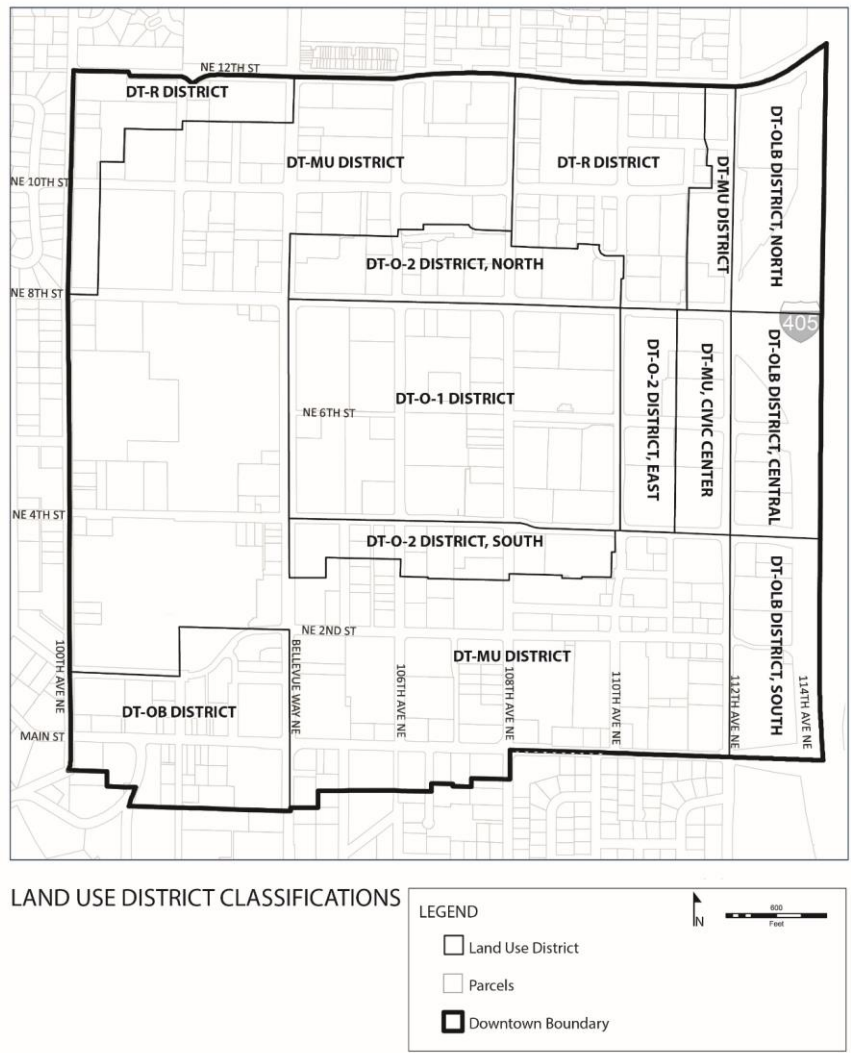 NE 12TH ST
DT-R DISTRICT
DT-MU DISTRICT
DT-R DISTRICT
DT-MU DISTRICT
DT-OLB DISTRICT, NORTH
NE 10TH ST
DT-O-2 DISTRICT, NORTH
NE 8TH ST
405
DT-O-1 DISTRICT
NE 6TH ST
DT-O-2 DISTRICT, EAST
DT-MU, CIVIC CENTER
DT-OLB DISTRICT, CENTRAL
NE 4TH ST
DT-O-2 DISTRICT, SOUTH
DT-OLB DISTRICT, SOUTH
NE 2ND ST
DT-MU DISTRICT
100TH AVE NE
BELLEVUE WAY NE
106TH AVE NE
108TH AVE NE
110TH AVE NE
112TH AVE NE
114TH AVE NE
DT-OB DISTRICT
MAIN ST
LAND USE DISTRICT CLASSIFICATIONS
LEGEND
N
600
Feet
Land Use District
Parcels
Downtown Boundary